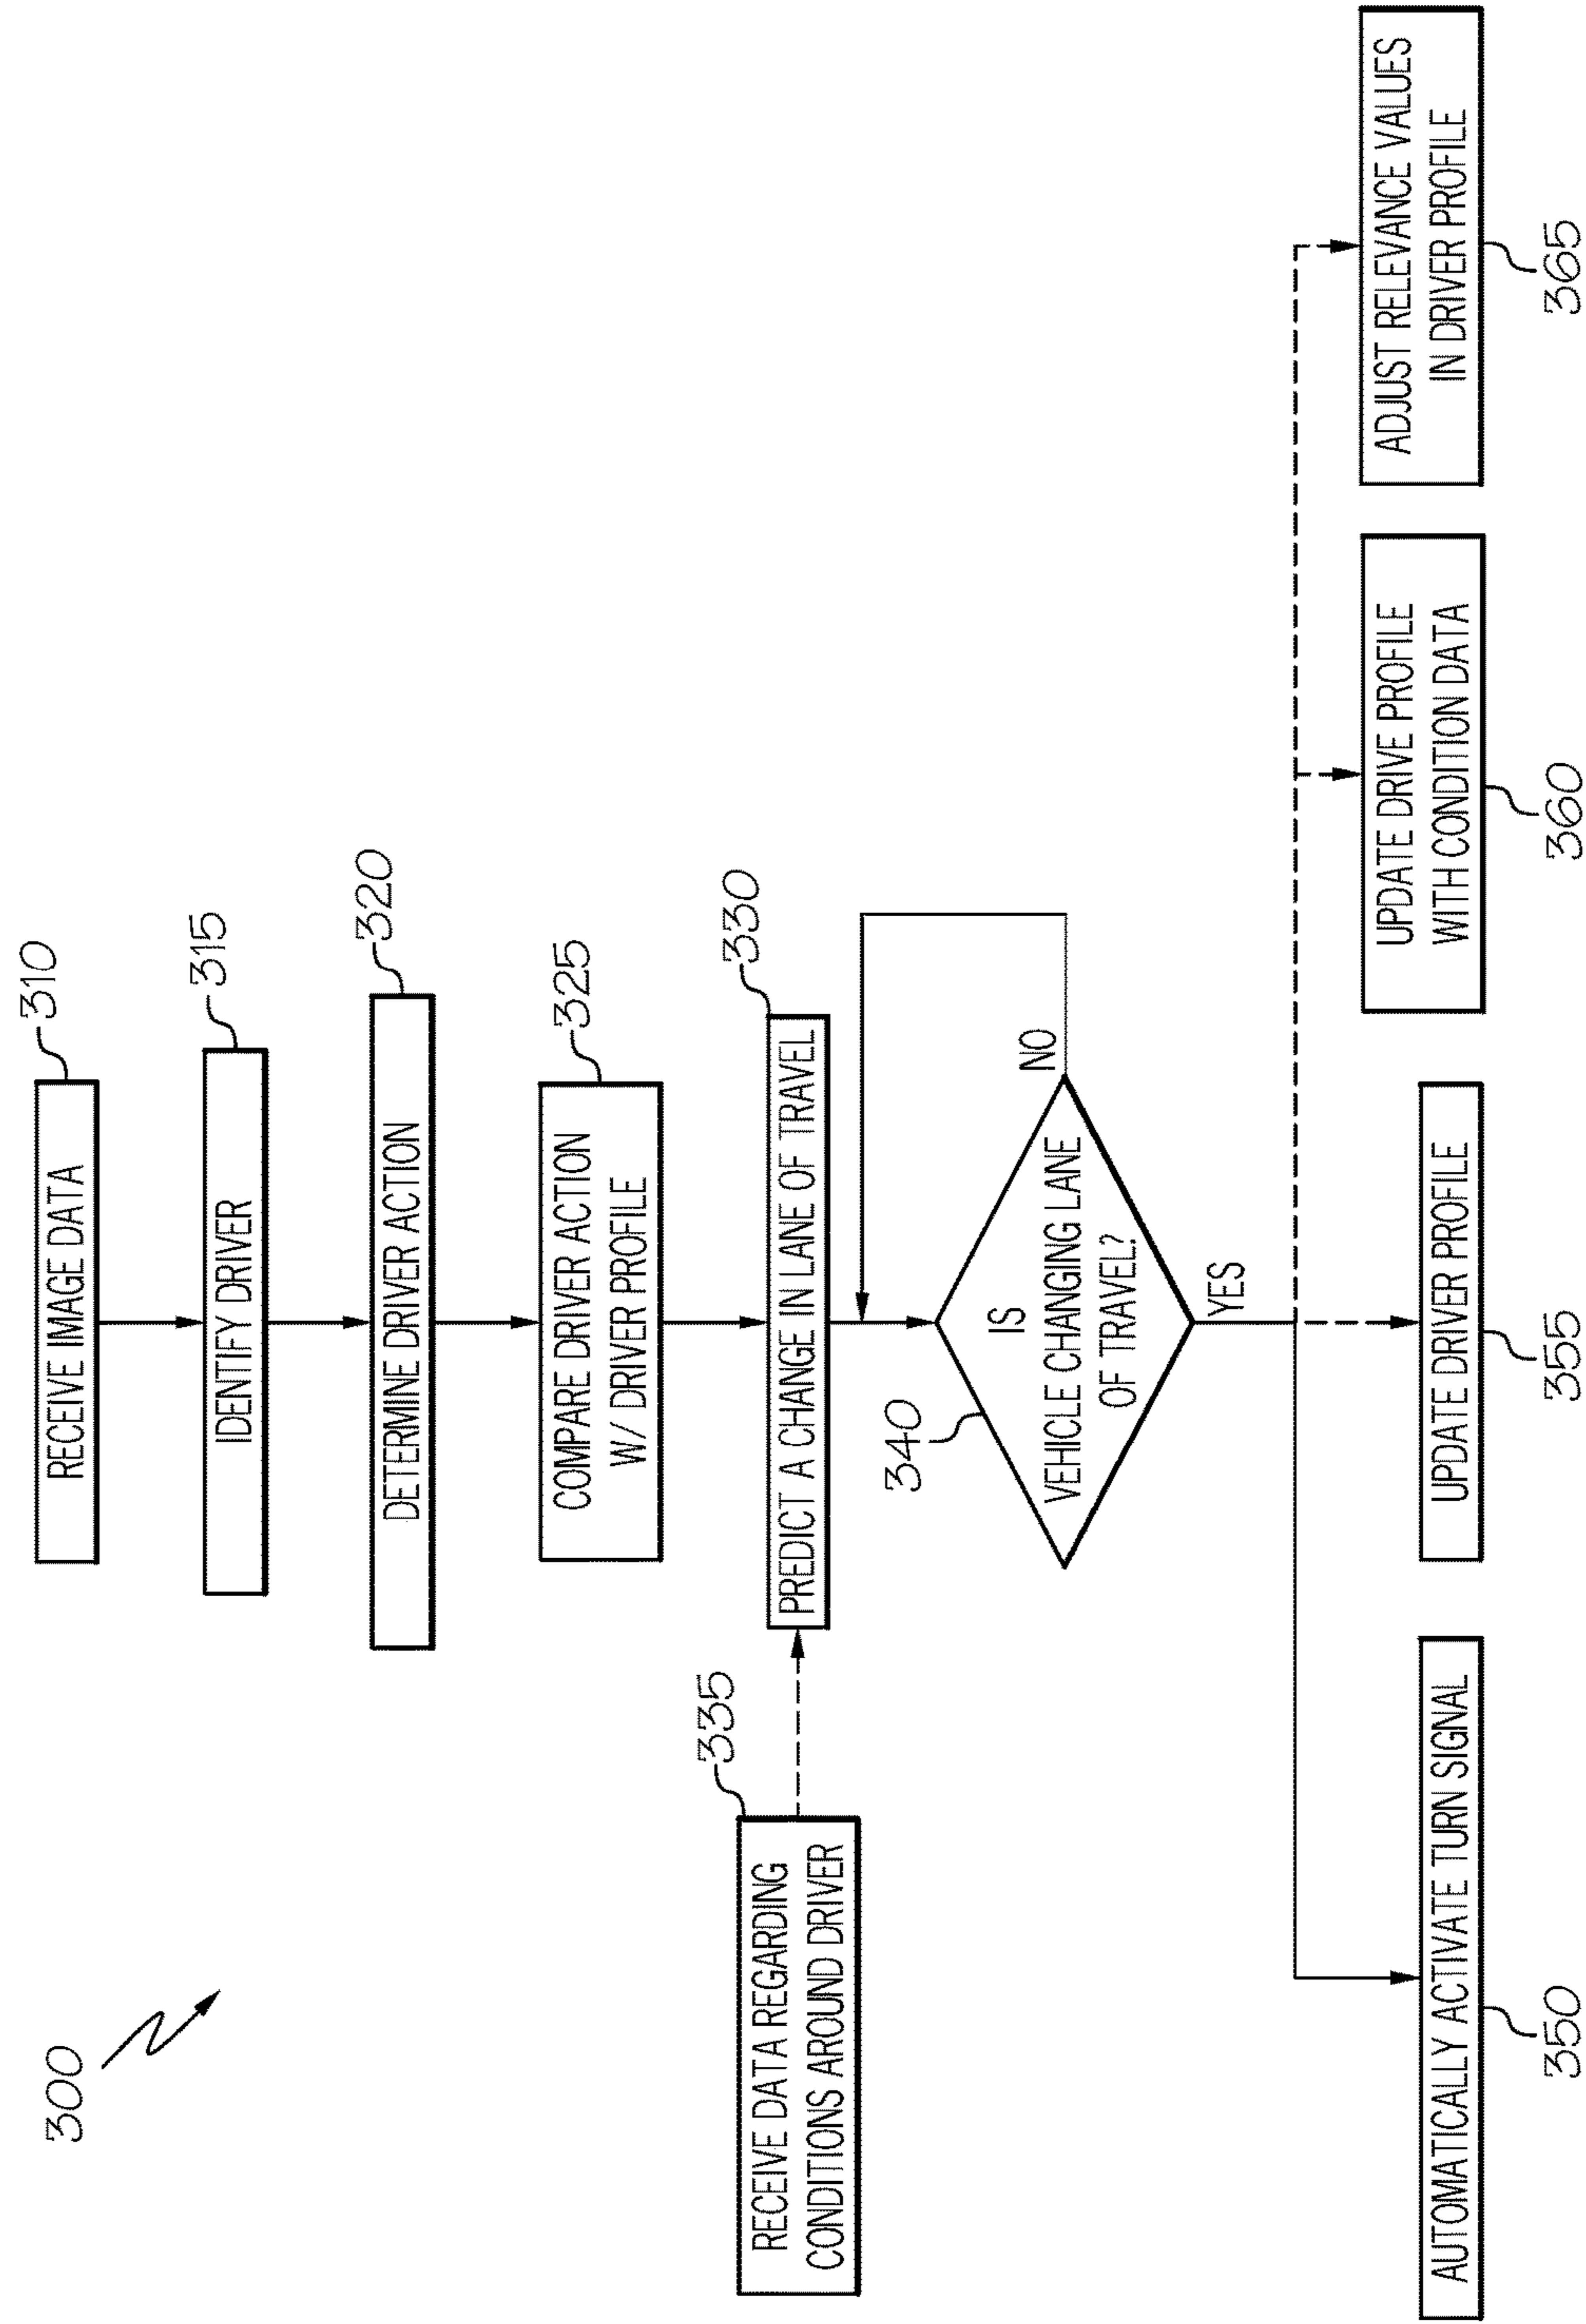 300
RECEIVE IMAGE DATA
310
IDENTIFY DRIVER
315
DETERMINE DRIVER ACTION
320
COMPARE DRIVER ACTION
W/ DRIVER PROFILE
325
RECEIVE DATA REGARDING
CONDITIONS AROUND DRIVER
335
PREDICT A CHANGE IN LANE OF TRAVEL
330
340
IS
VEHICLE CHANGING LANE
OF TRAVEL?
NO
YES
AUTOMATICALLY ACTIVATE TURN SIGNAL
350
UPDATE DRIVER PROFILE
355
UPDATE DRIVE PROFILE
WITH CONDITION DATA
360
ADJUST RELEVANCE VALUES
IN DRIVER PROFILE
365